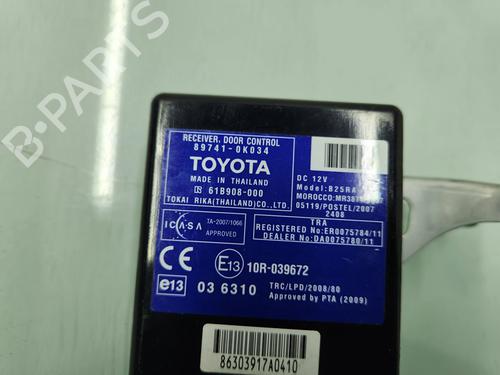 B-PARTS
RECEIVER, DOOR CONTROL
89741-0K034
TOYOTA
MADE IN THAILAND
61B908-000
TOKAI RIKA(THAILAND)CO., LTD.
DC 12V
Model:B25RA
MOROCCO:MR387
05119/POSTEL/2007
2408
TRA
REGISTERED No:ER0075784/11
DEALER No:DA0075780/11
ICASA
TA-2007/1066
APPROVED
CE
E13
10R-039672
e13
03 6310
TRC/LPD/2008/80
Approved by PTA (2009)
86303917A0410